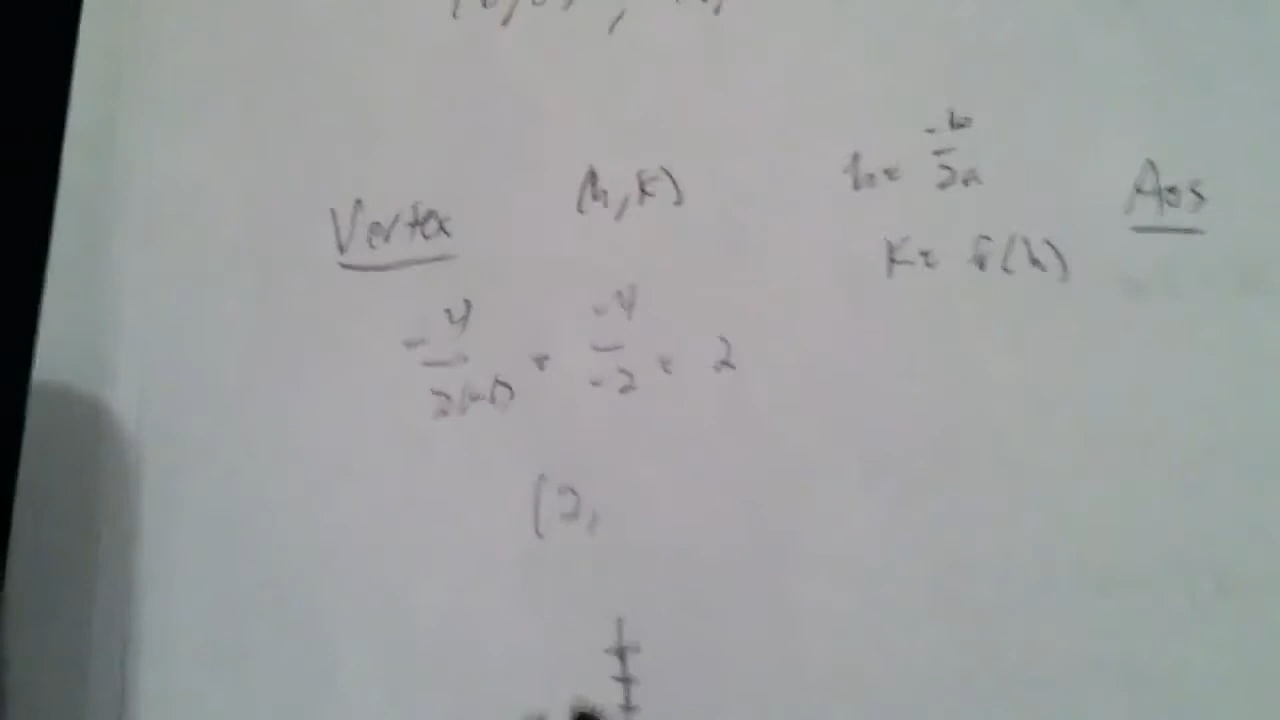 Vertex (h, k) h = -b/2a Aos
k = f(h)
-4/2(-1) = -4/-2 = 2
(2,